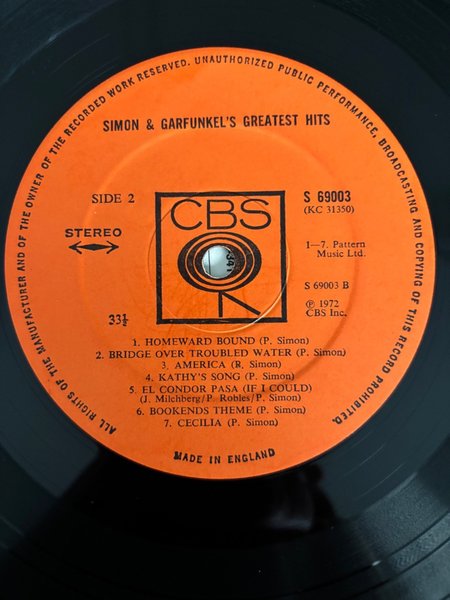 ALL RIGHTS OF THE MANUFACTURER AND OF THE OWNER OF THE RECORDED WORK RESERVED. UNAUTHORIZED PUBLIC PERFORMANCE, BROADCASTING AND COPYING OF THIS RECORD PROHIBITED.
SIMON & GARFUNKEL'S GREATEST HITS
SIDE 2
CBS
S 69003
(KC 31350)
STEREO
1—7. Pattern
Music Ltd.
S 69003 B
℗ 1972
CBS Inc.
33⅓
1. HOMEWARD BOUND (P. Simon)
2. BRIDGE OVER TROUBLED WATER (P. Simon)
3. AMERICA (R, Simon)
4. KATHY'S SONG (P. Simon)
5. EL CONDOR PASA (IF I COULD)
(J. Milchberg/P. Robles/P. Simon)
6. BOOKENDS THEME (P. Simon)
7. CECILIA (P. Simon)
MADE IN ENGLAND